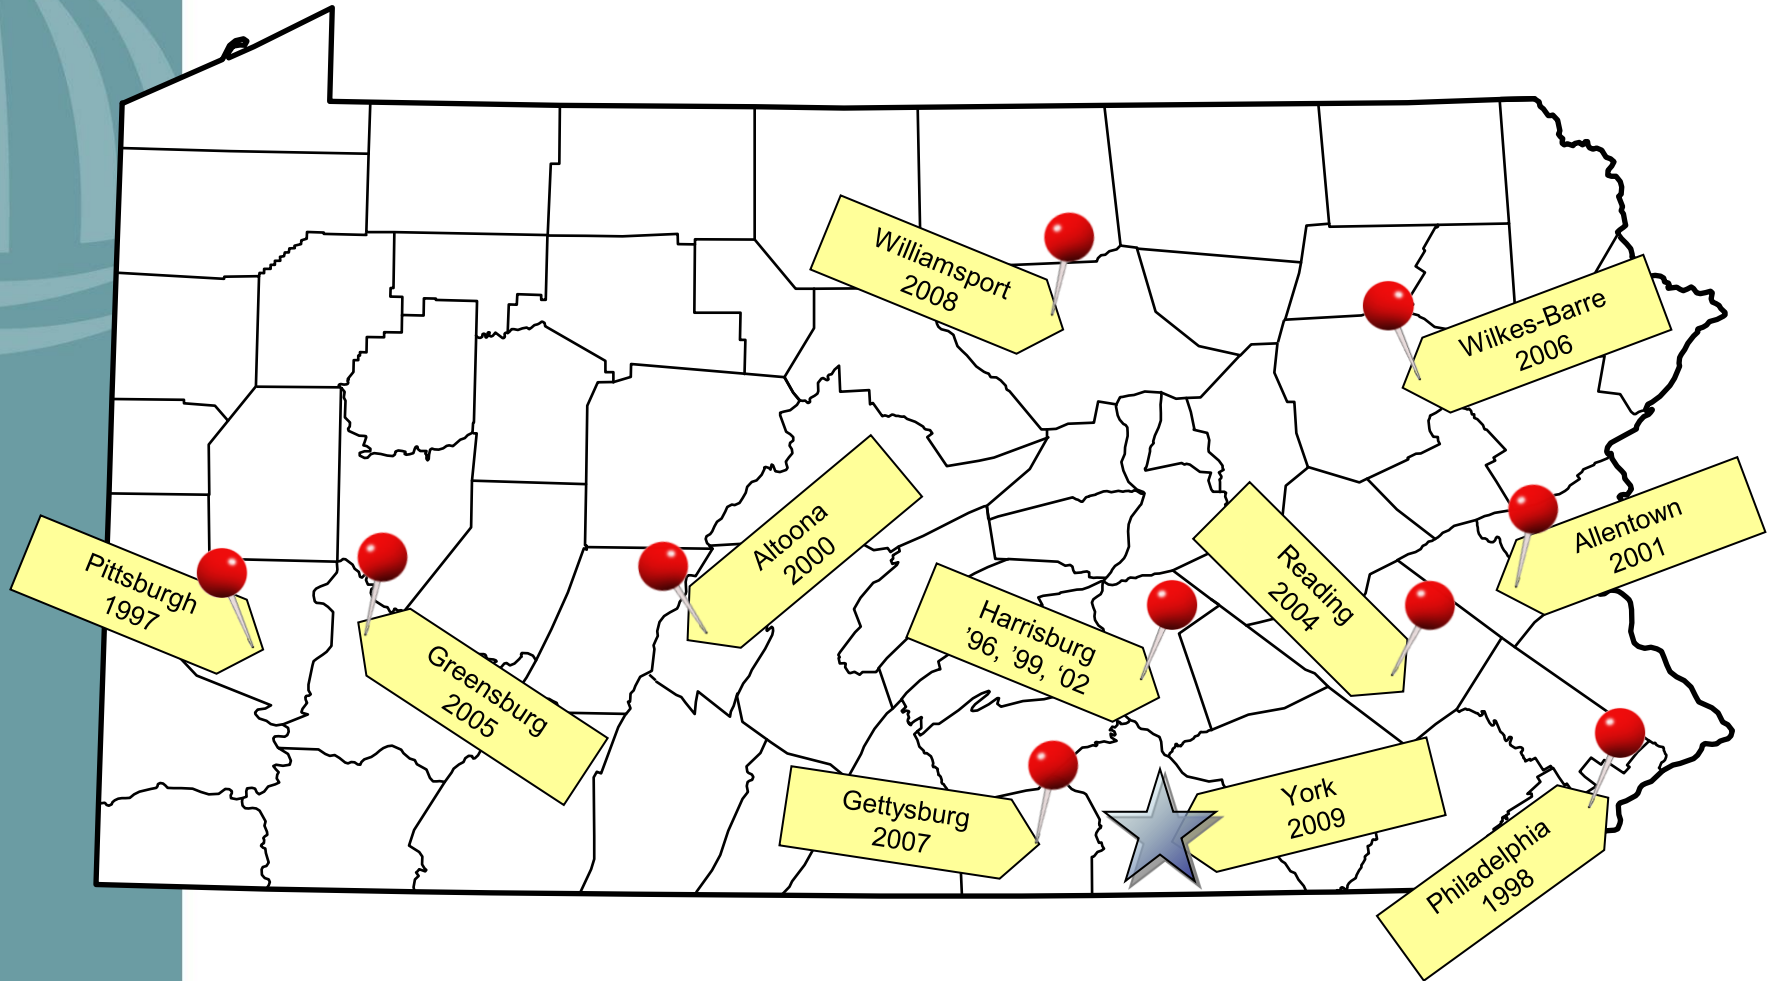 Williamsport
2008
Wilkes-Barre
2006
Altoona
2000
Allentown
2001
Pittsburgh
1997
Reading
2004
Harrisburg
’96, ’99, ‘02
Greensburg
2005
Gettysburg
2007
York
2009
Philadelphia
1998